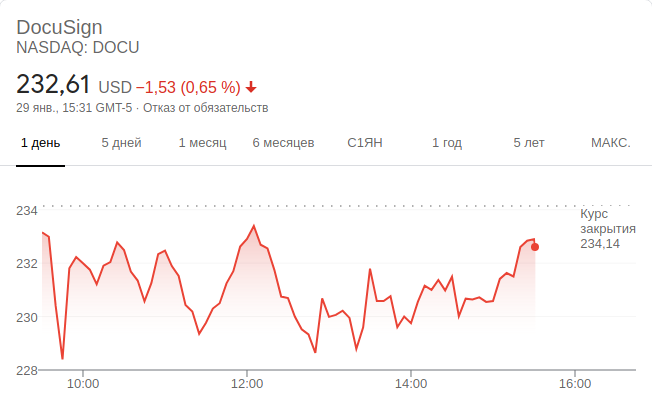 DocuSign
NASDAQ: DOCU
232,61 USD −1,53 (0,65 %)
29 янв., 15:31 GMT-5 · Отказ от обязательств
1 день 5 дней 1 месяц 6 месяцев С1ЯН 1 год 5 лет МАКС.
234
Курс
закрытия
234,14
232
230
228
10:00 12:00 14:00 16:00